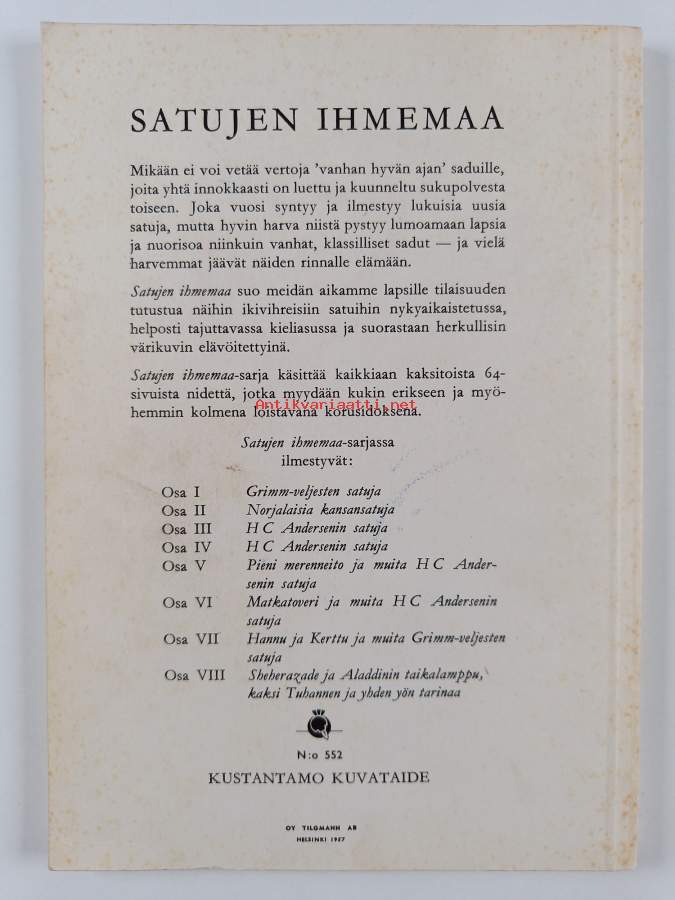 SATUJEN IHMEMAA
Mikään ei voi vetää vertoja 'vanhan hyvän ajan' saduille,
joita yhtä innokkaasti on luettu ja kuunneltu sukupolvesta
toiseen. Joka vuosi syntyy ja ilmestyy lukuisia uusia
satuja, mutta hyvin harva niistä pystyy lumoamaan lapsia
ja nuorisoa niinkuin vanhat, klassilliset sadut — ja vielä
harvemmat jäävät näiden rinnalle elämään.
Satujen ihmemaa suo meidän aikamme lapsille tilaisuuden
tutustua näihin ikivihreisiin satuihin nykyaikaistetussa,
helposti tajuttavassa kieliasussa ja suorastaan herkullisin
värikuvin elävöitettyinä.
Satujen ihmemaa-sarja käsittää kaikkiaan kaksitoista 64-
sivuista nidettä, jotka myydään kukin erikseen ja myö-
hemmin kolmena loistavana korusidoksena.
Antikvariaatti.net
Satujen ihmemaa-sarjassa
ilmestyvät:
Osa I Grimm-veljesten satuja
Osa II Norjalaisia kansansatuja
Osa III H C Andersenin satuja
Osa IV H C Andersenin satuja
Osa V Pieni merenneito ja muita H C Ander-
senin satuja
Osa VI Matkatoveri ja muita H C Andersenin
satuja
Osa VII Hannu ja Kerttu ja muita Grimm-veljesten
satuja
Osa VIII Sheherazade ja Aladdinin taikalamppu,
kaksi Tuhannen ja yhden yön tarinaa
N:o 552
KUSTANTAMO KUVATAIDE
OY TILGMANN AB
HELSINKI 1957